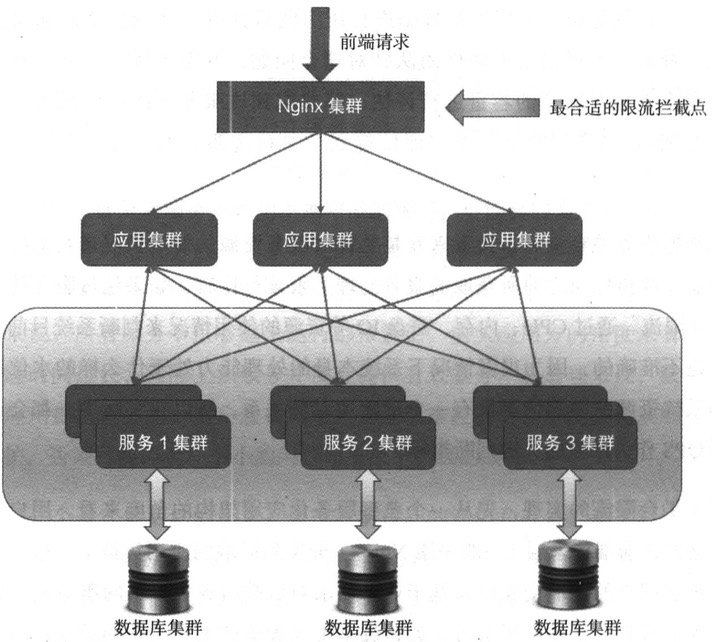 前端请求
Nginx 集群
最合适的限流拦截点
应用集群
应用集群
应用集群
服务 1 集群
服务 2 集群
服务 3 集群
数据库集群
数据库集群
数据库集群